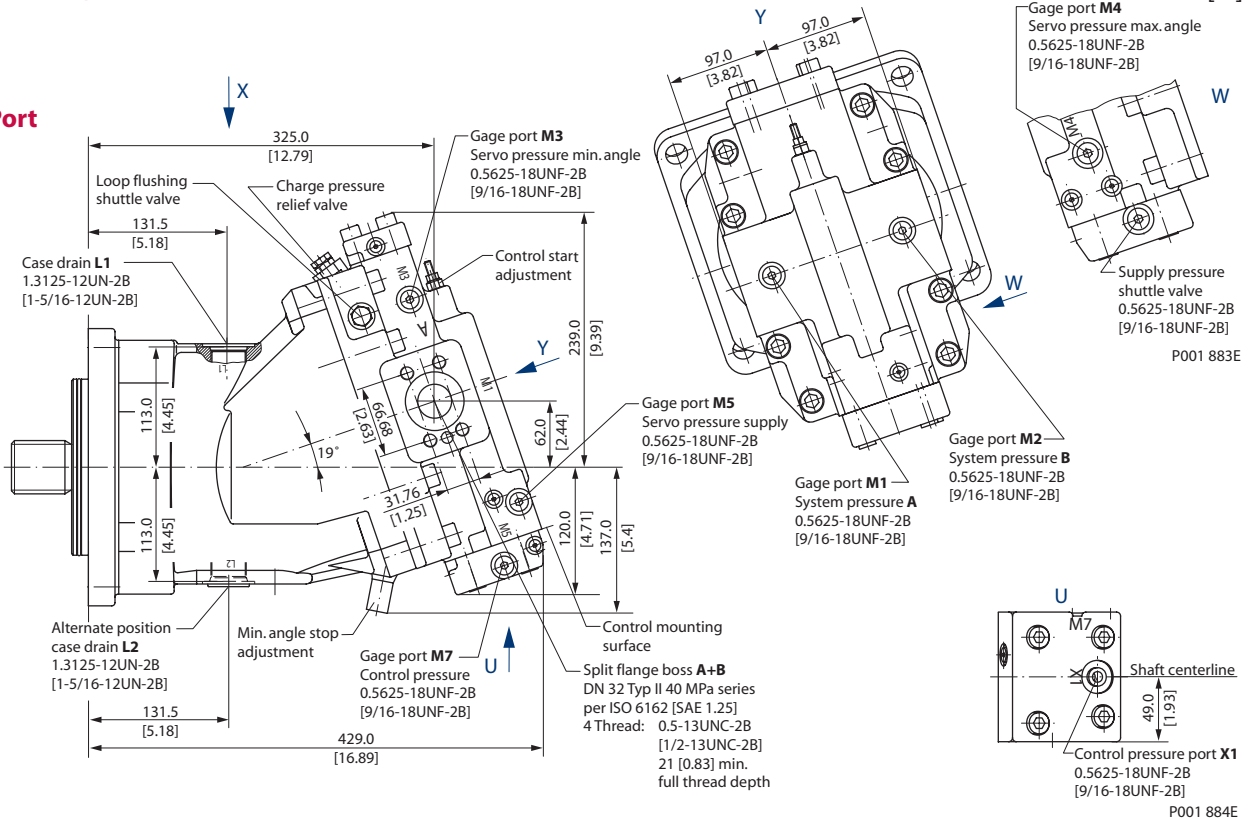 Port
X
325.0
[12.79]
Loop flushing
shuttle valve
Charge pressure
relief valve
Gage port M3
Servo pressure min. angle
0.5625-18UNF-2B
[9/16-18UNF-2B]
131.5
[5.18]
Case drain L1
1.3125-12UN-2B
[1-5/16-12UN-2B]
Control start
adjustment
M3
A
M1
L1
239.0
[9.39]
Y
113.0
[4.45]
66.68
[2.63]
62.0
[2.44]
19°
Gage port M5
Servo pressure supply
0.5625-18UNF-2B
[9/16-18UNF-2B]
31.76
[1.25]
113.0
[4.45]
M5
L2
120.0
[4.71]
137.0
[5.4]
Alternate position
case drain L2
1.3125-12UN-2B
[1-5/16-12UN-2B]
Min. angle stop
adjustment
Gage port M7
Control pressure
0.5625-18UNF-2B
[9/16-18UNF-2B]
U
Control mounting
surface
Split flange boss A+B
DN 32 Typ II 40 MPa series
per ISO 6162 [SAE 1.25]
4 Thread: 0.5-13UNC-2B
[1/2-13UNC-2B]
21 [0.83] min.
full thread depth
131.5
[5.18]
429.0
[16.89]
Y
97.0
[3.82]
97.0
[3.82]
W
Gage port M2
System pressure B
0.5625-18UNF-2B
[9/16-18UNF-2B]
Gage port M1
System pressure A
0.5625-18UNF-2B
[9/16-18UNF-2B]
Gage port M4
Servo pressure max. angle
0.5625-18UNF-2B
[9/16-18UNF-2B]
W
M4
Supply pressure
shuttle valve
0.5625-18UNF-2B
[9/16-18UNF-2B]
P001 883E
U
M7
LX
Shaft centerline
49.0
[1.93]
Control pressure port X1
0.5625-18UNF-2B
[9/16-18UNF-2B]
P001 884E